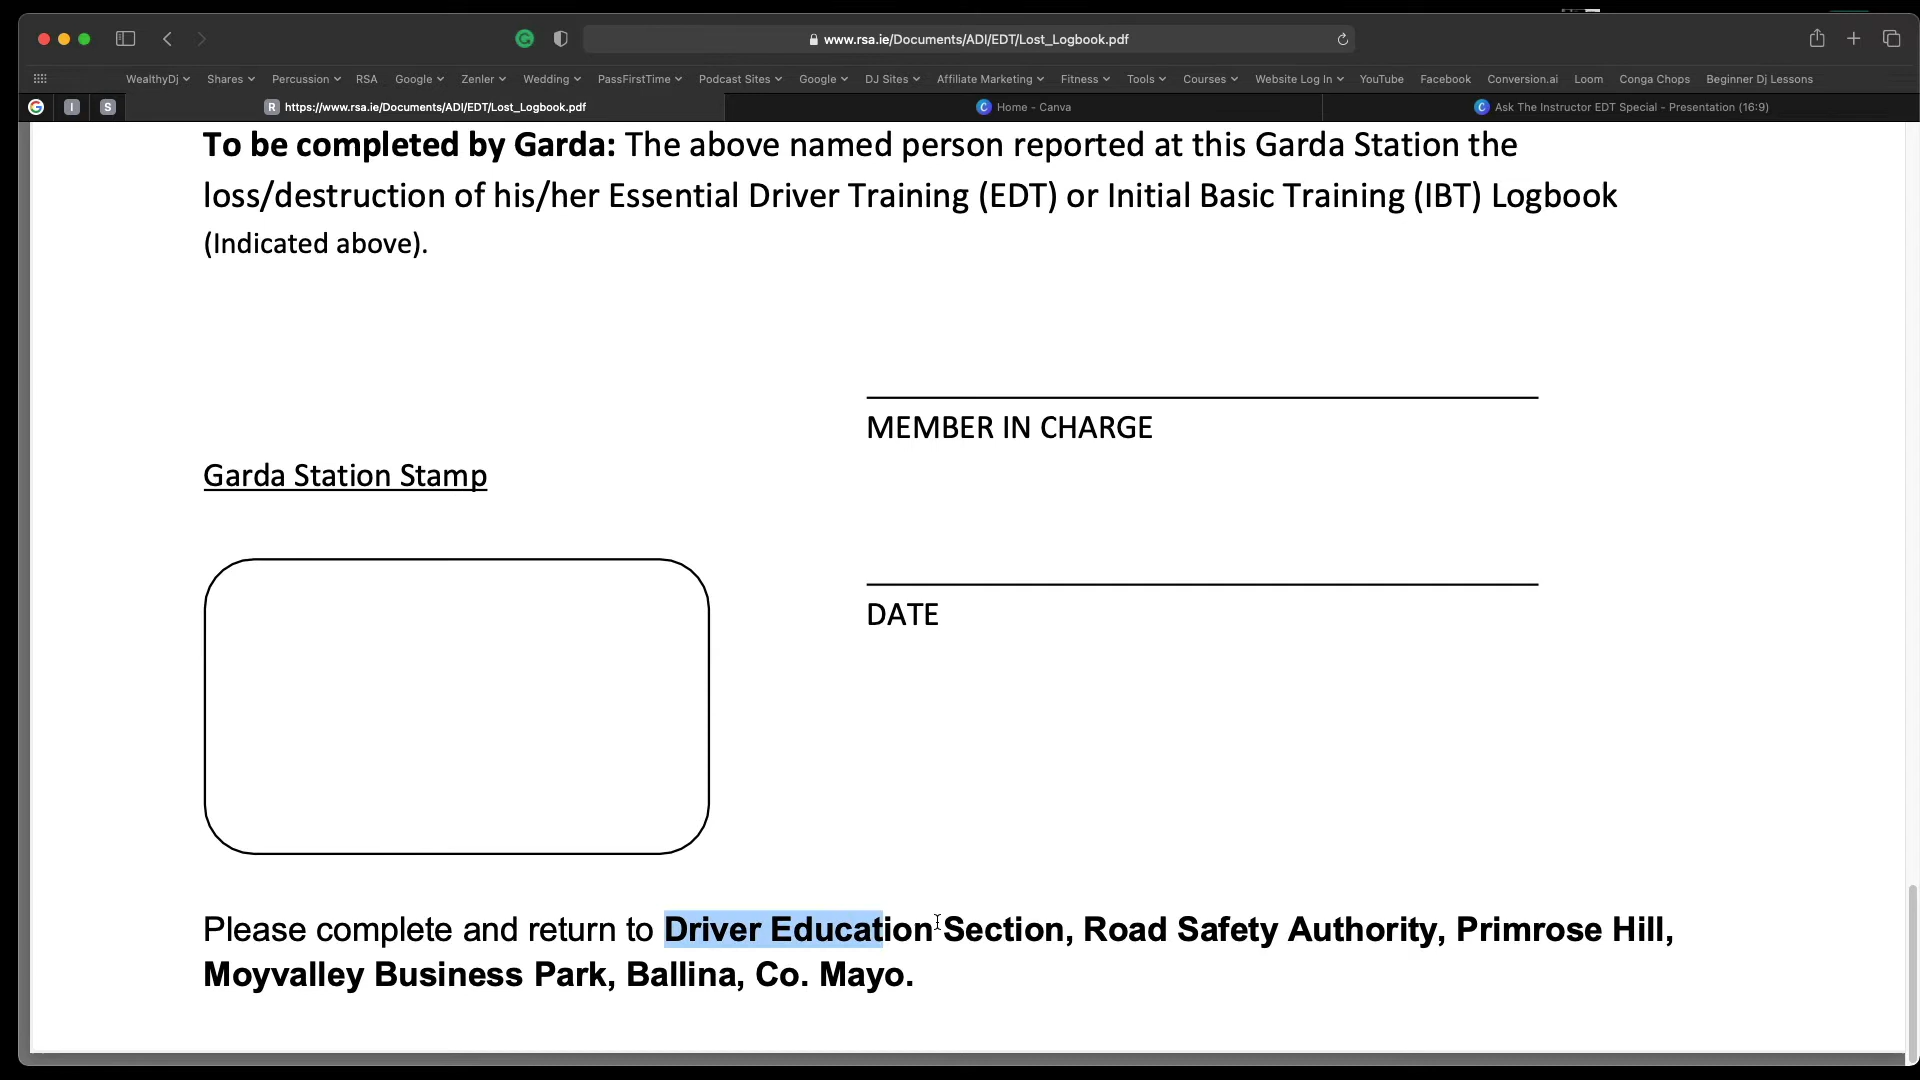 www.rsa.ie/Documents/ADI/EDT/Lost_Logbook.pdf
WealthyDj Shares Percussion RSA Google Zenler Wedding PassFirstTime Podcast Sites Google DJ Sites Affiliate Marketing Fitness Tools Courses Website Log In YouTube Facebook Conversion.ai Loom Conga Chops Beginner Dj Lessons
G I S R https://www.rsa.ie/Documents/ADI/EDT/Lost_Logbook.pdf C Home - Canva C Ask The Instructor EDT Special - Presentation (16:9)
To be completed by Garda: The above named person reported at this Garda Station the
loss/destruction of his/her Essential Driver Training (EDT) or Initial Basic Training (IBT) Logbook
(Indicated above).
MEMBER IN CHARGE
Garda Station Stamp
DATE
Please complete and return to Driver Education Section, Road Safety Authority, Primrose Hill,
Moyvalley Business Park, Ballina, Co. Mayo.